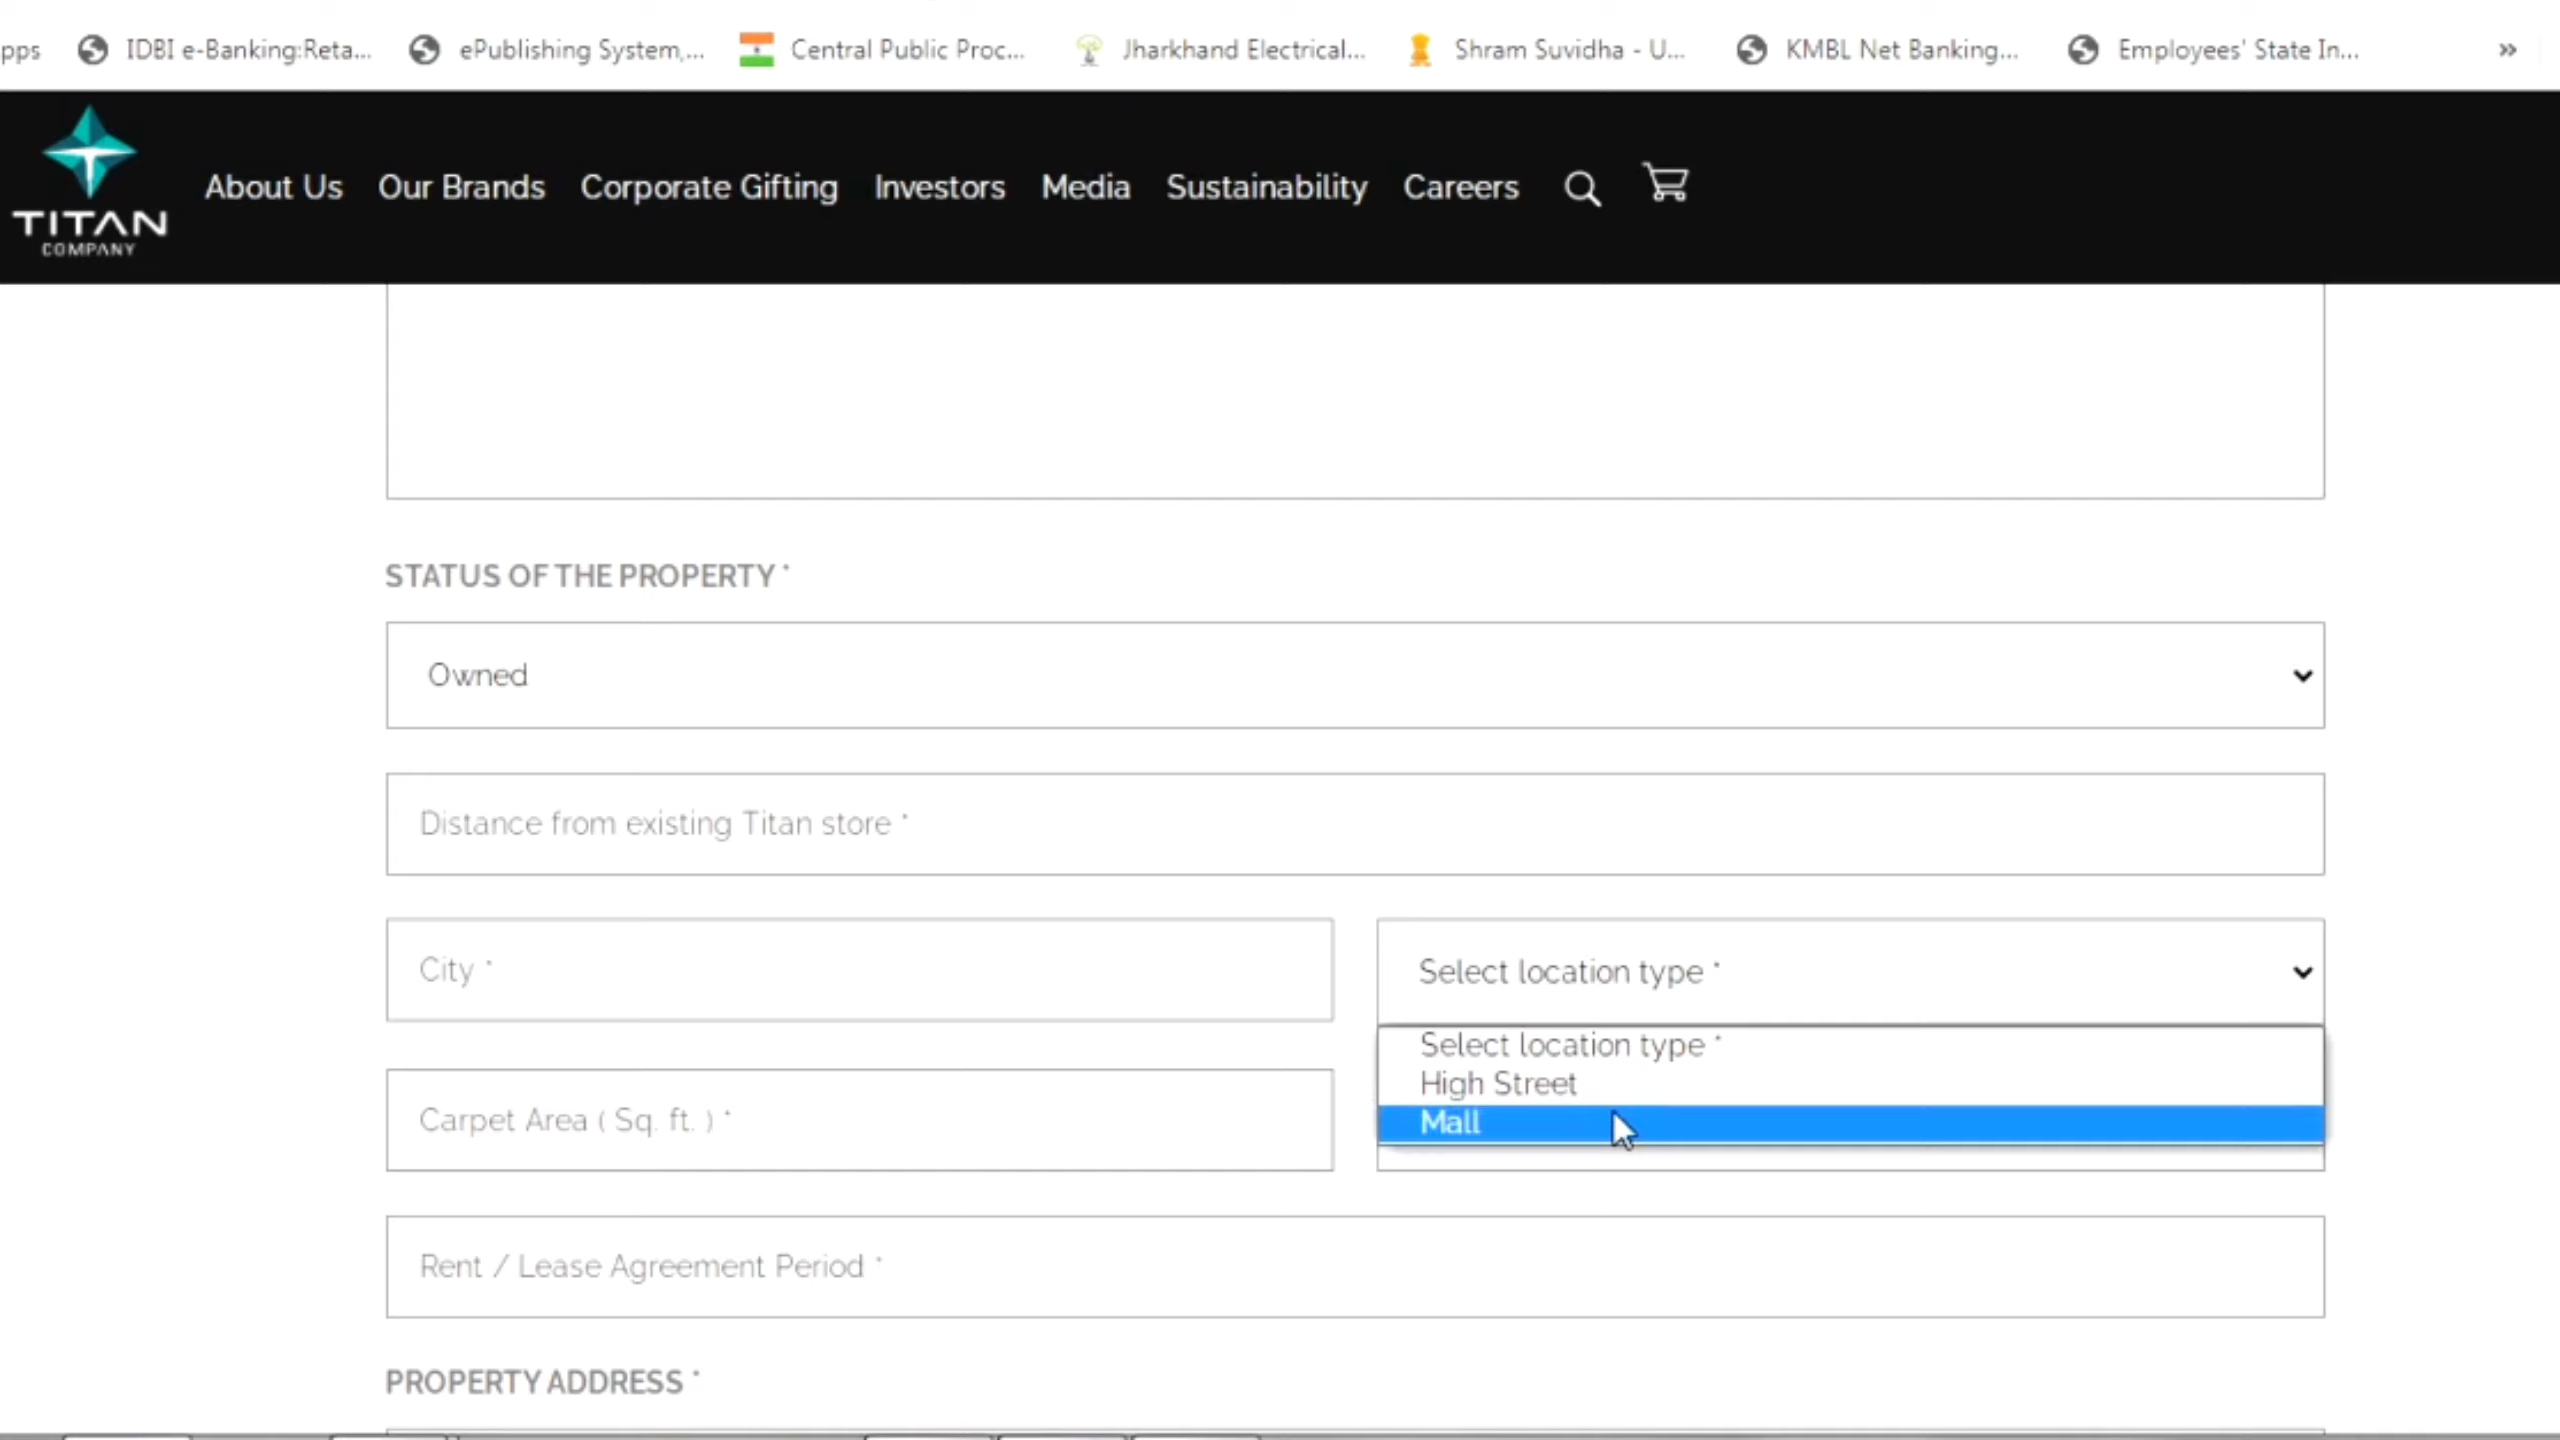 pps IDBI e-Banking:Reta... ePublishing System,... Central Public Proc... Jharkhand Electrical... Shram Suvidha - U... KMBL Net Banking... Employees' State In... »
TITAN
COMPANY
About Us Our Brands Corporate Gifting Investors Media Sustainability Careers
STATUS OF THE PROPERTY *
Owned
Distance from existing Titan store *
City * Select location type *
Select location type *
High Street
Carpet Area ( Sq. ft. ) * Mall
Rent / Lease Agreement Period *
PROPERTY ADDRESS *